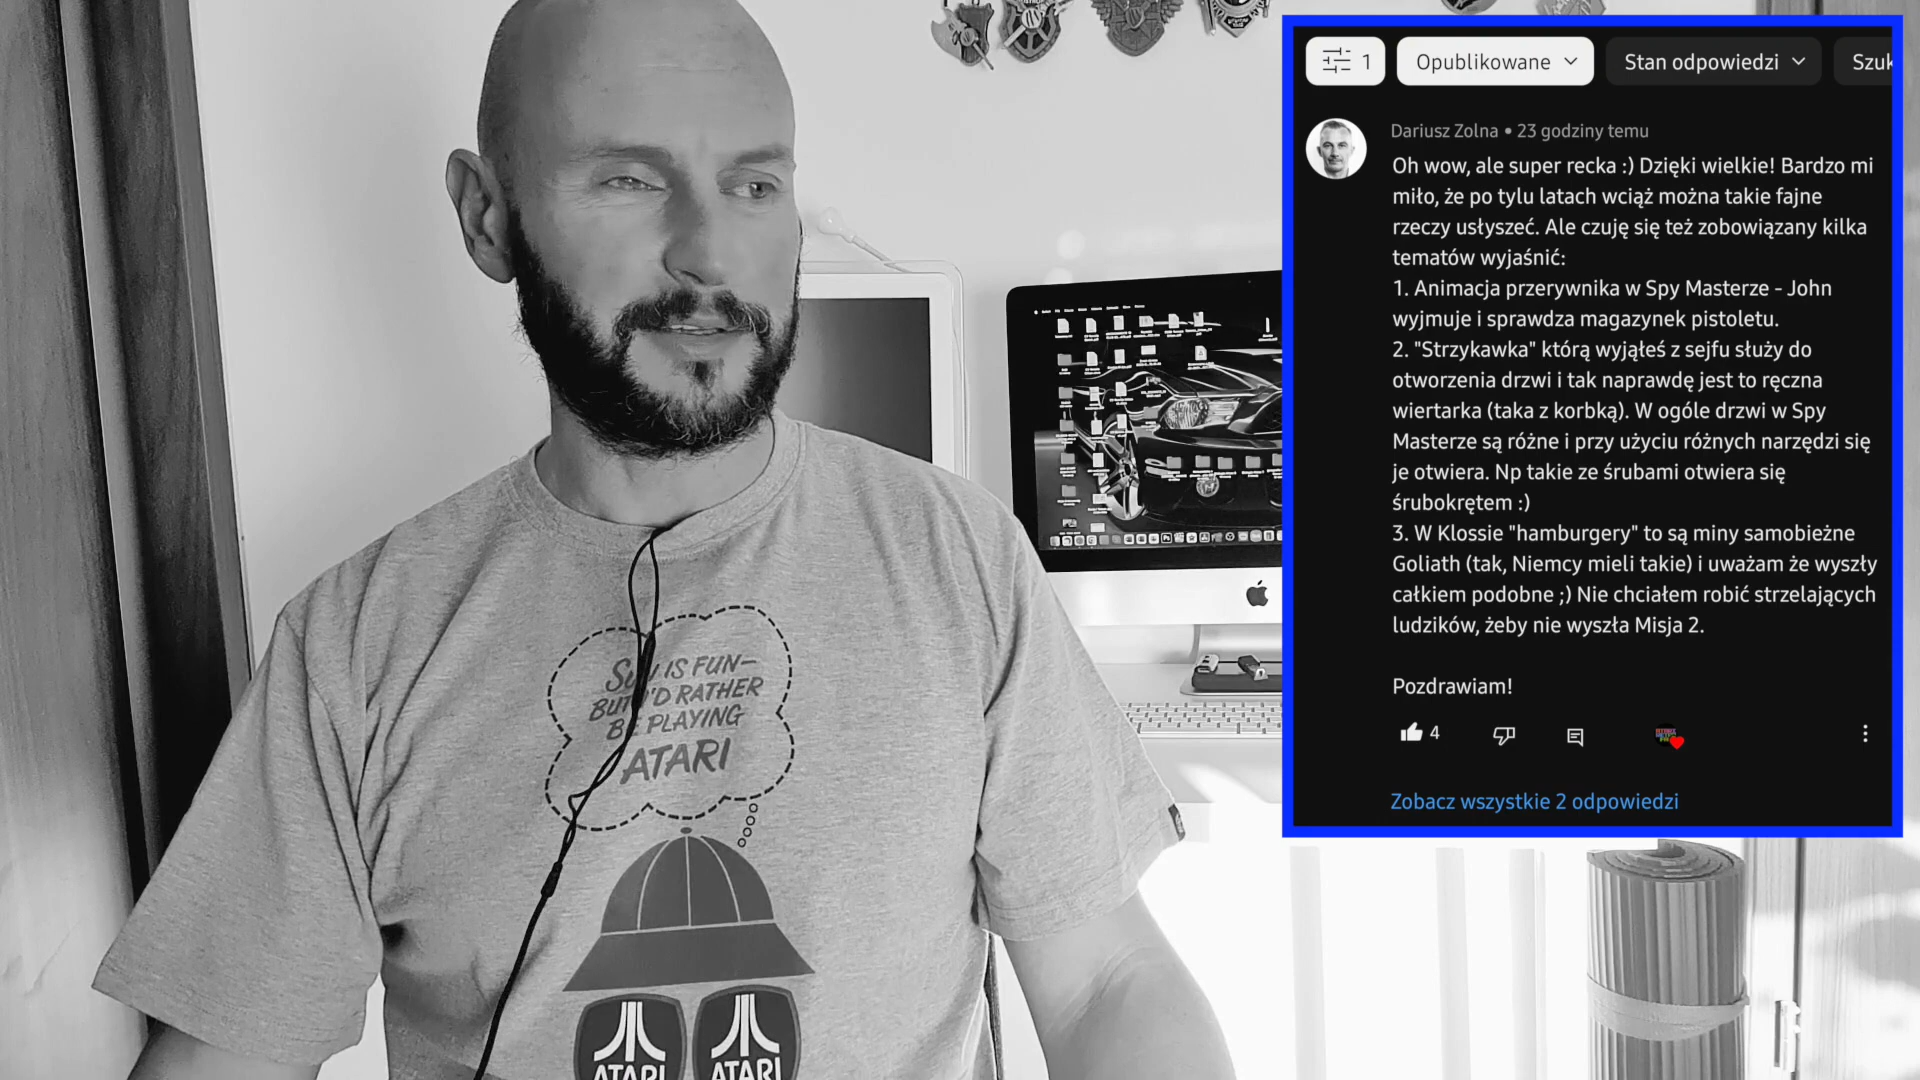 1
Opublikowane
Stan odpowiedzi
Szuk
Dariusz Zolna • 23 godziny temu
Oh wow, ale super recka :) Dzięki wielkie! Bardzo mi
miło, że po tylu latach wciąż można takie fajne
rzeczy usłyszeć. Ale czuję się też zobowiązany kilka
tematów wyjaśnić:
1. Animacja przerywnika w Spy Masterze - John
wyjmuje i sprawdza magazynek pistoletu.
2. "Strzykawka" którą wyjąłeś z sejfu służy do
otworzenia drzwi i tak naprawdę jest to ręczna
wiertarka (taka z korbką). W ogóle drzwi w Spy
Masterze są różne i przy użyciu różnych narzędzi się
je otwiera. Np takie ze śrubami otwiera się
śrubokrętem :)
3. W Klossie "hamburgery" to są miny samobieżne
Goliath (tak, Niemcy mieli takie) i uważam że wyszły
całkiem podobne ;) Nie chciałem robić strzelających
ludzików, żeby nie wyszła Misja 2.
Pozdrawiam!
4
Zobacz wszystkie 2 odpowiedzi
IS FUN-
RATHER
PLAYING
ATARI
ATARI ATARI